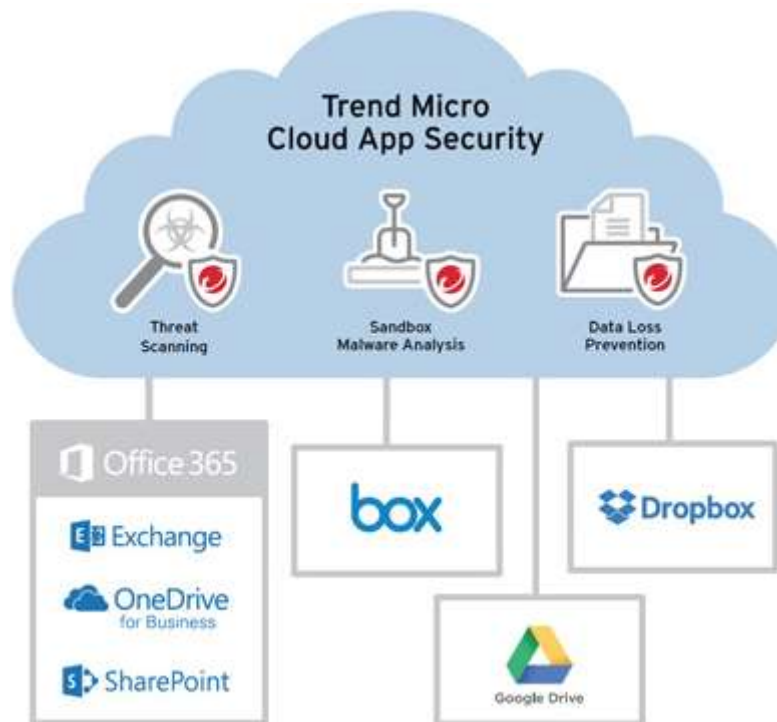 Trend Micro
Cloud App Security
Threat
Scanning
Sandbox
Malware Analysis
Data Loss
Prevention
Office 365
E Exchange
OneDrive
for Business
S SharePoint
box
Google Drive
Dropbox